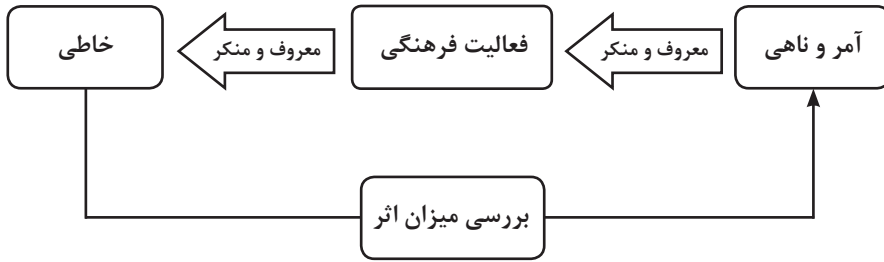 آمر و ناهی
معروف و منکر
فعالیت فرهنگی
معروف و منکر
خاطی
بررسی میزان اثر